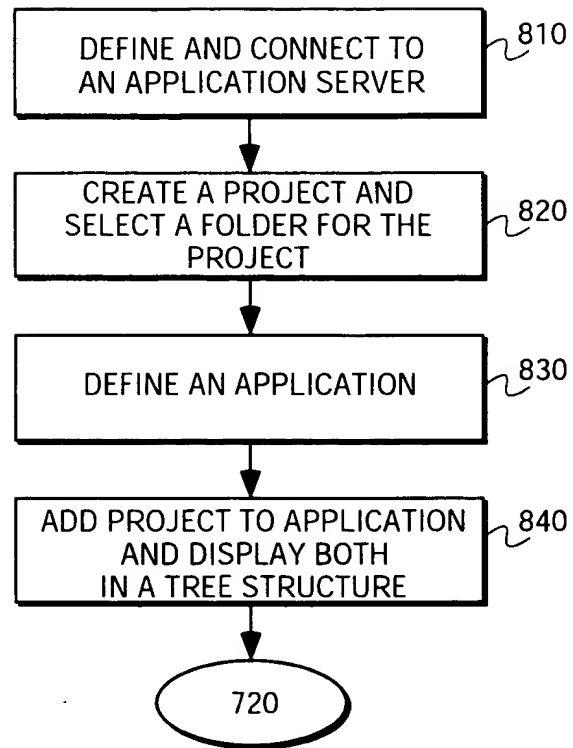 DEFINE AND CONNECT TO
AN APPLICATION SERVER
810
CREATE A PROJECT AND
SELECT A FOLDER FOR THE
PROJECT
820
DEFINE AN APPLICATION
830
ADD PROJECT TO APPLICATION
AND DISPLAY BOTH
IN A TREE STRUCTURE
840
720